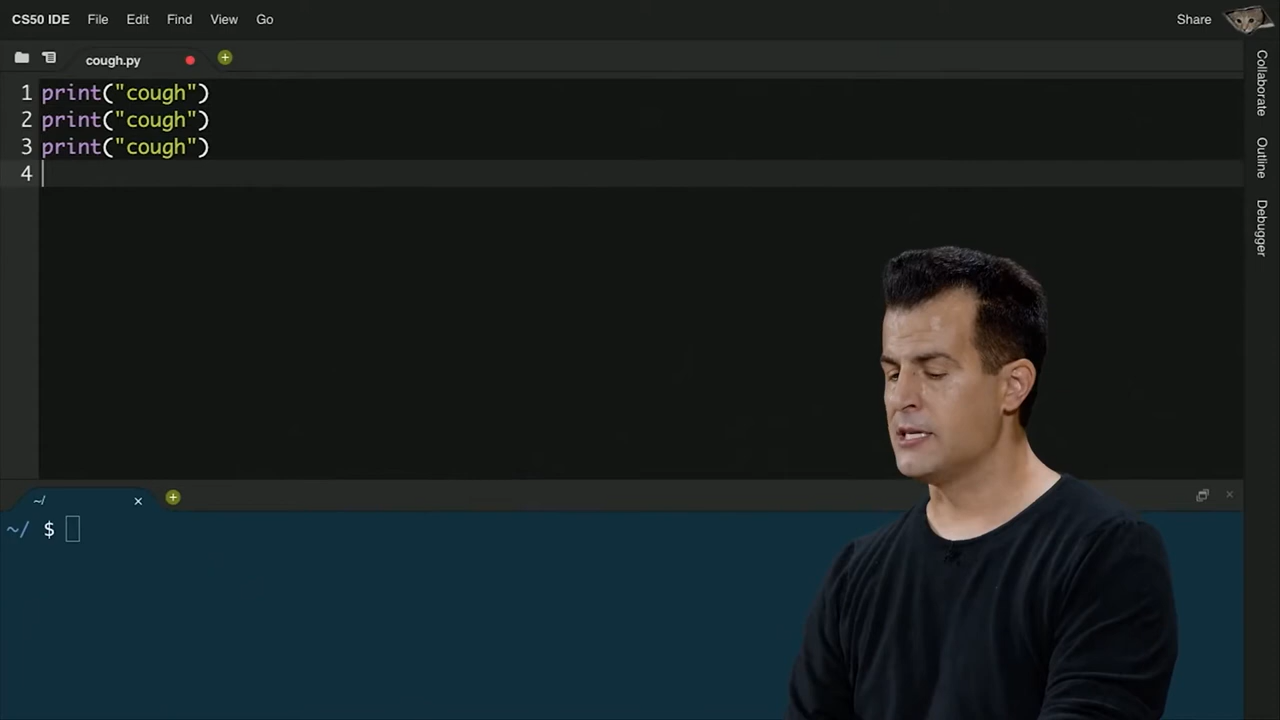 CS50 IDE File Edit Find View Go Share
cough.py
1 print("cough")
2 print("cough")
3 print("cough")
4
Collaborate
Outline
Debugger
~/
~/ $